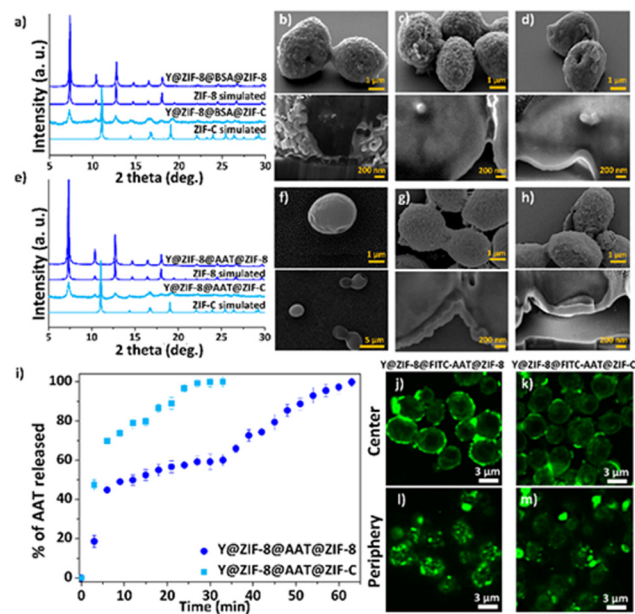 a)
Intensity (a. u.)
Y@ZIF-8@BSA@ZIF-8
ZIF-8 simulated
Y@ZIF-8@BSA@ZIF-C
ZIF-C simulated
5 10 15 20 25 30
2 theta (deg.)
b)
1 µm
200 nm
c)
1 µm
200 nm
d)
1 µm
200 nm
e)
Intensity (a. u.)
Y@ZIF-8@AAT@ZIF-8
ZIF-8 simulated
Y@ZIF-8@AAT@ZIF-C
ZIF-C simulated
5 10 15 20 25 30
2 theta (deg.)
f)
1 µm
5 µm
g)
1 µm
200 nm
h)
1 µm
200 nm
i)
% of AAT released
100
80
60
40
20
0
0 10 20 30 40 50 60
Time (min)
Y@ZIF-8@AAT@ZIF-8
Y@ZIF-8@AAT@ZIF-C
Y@ZIF-8@FITC-AAT@ZIF-8
Y@ZIF-8@FITC-AAT@ZIF-C
Center
j)
3 µm
k)
3 µm
Periphery
l)
3 µm
m)
3 µm